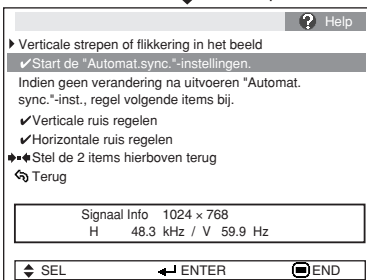 ? Help
Verticale strepen of flikkering in het beeld
✔Start de "Automat.sync."-instellingen.
Indien geen verandering na uitvoeren "Automat.
sync."-inst., regel volgende items bij.
✔Verticale ruis regelen
✔Horizontale ruis regelen
Stel de 2 items hierboven terug
Terug
Signaal Info 1024 × 768
H 48.3 kHz / V 59.9 Hz
SEL ENTER END